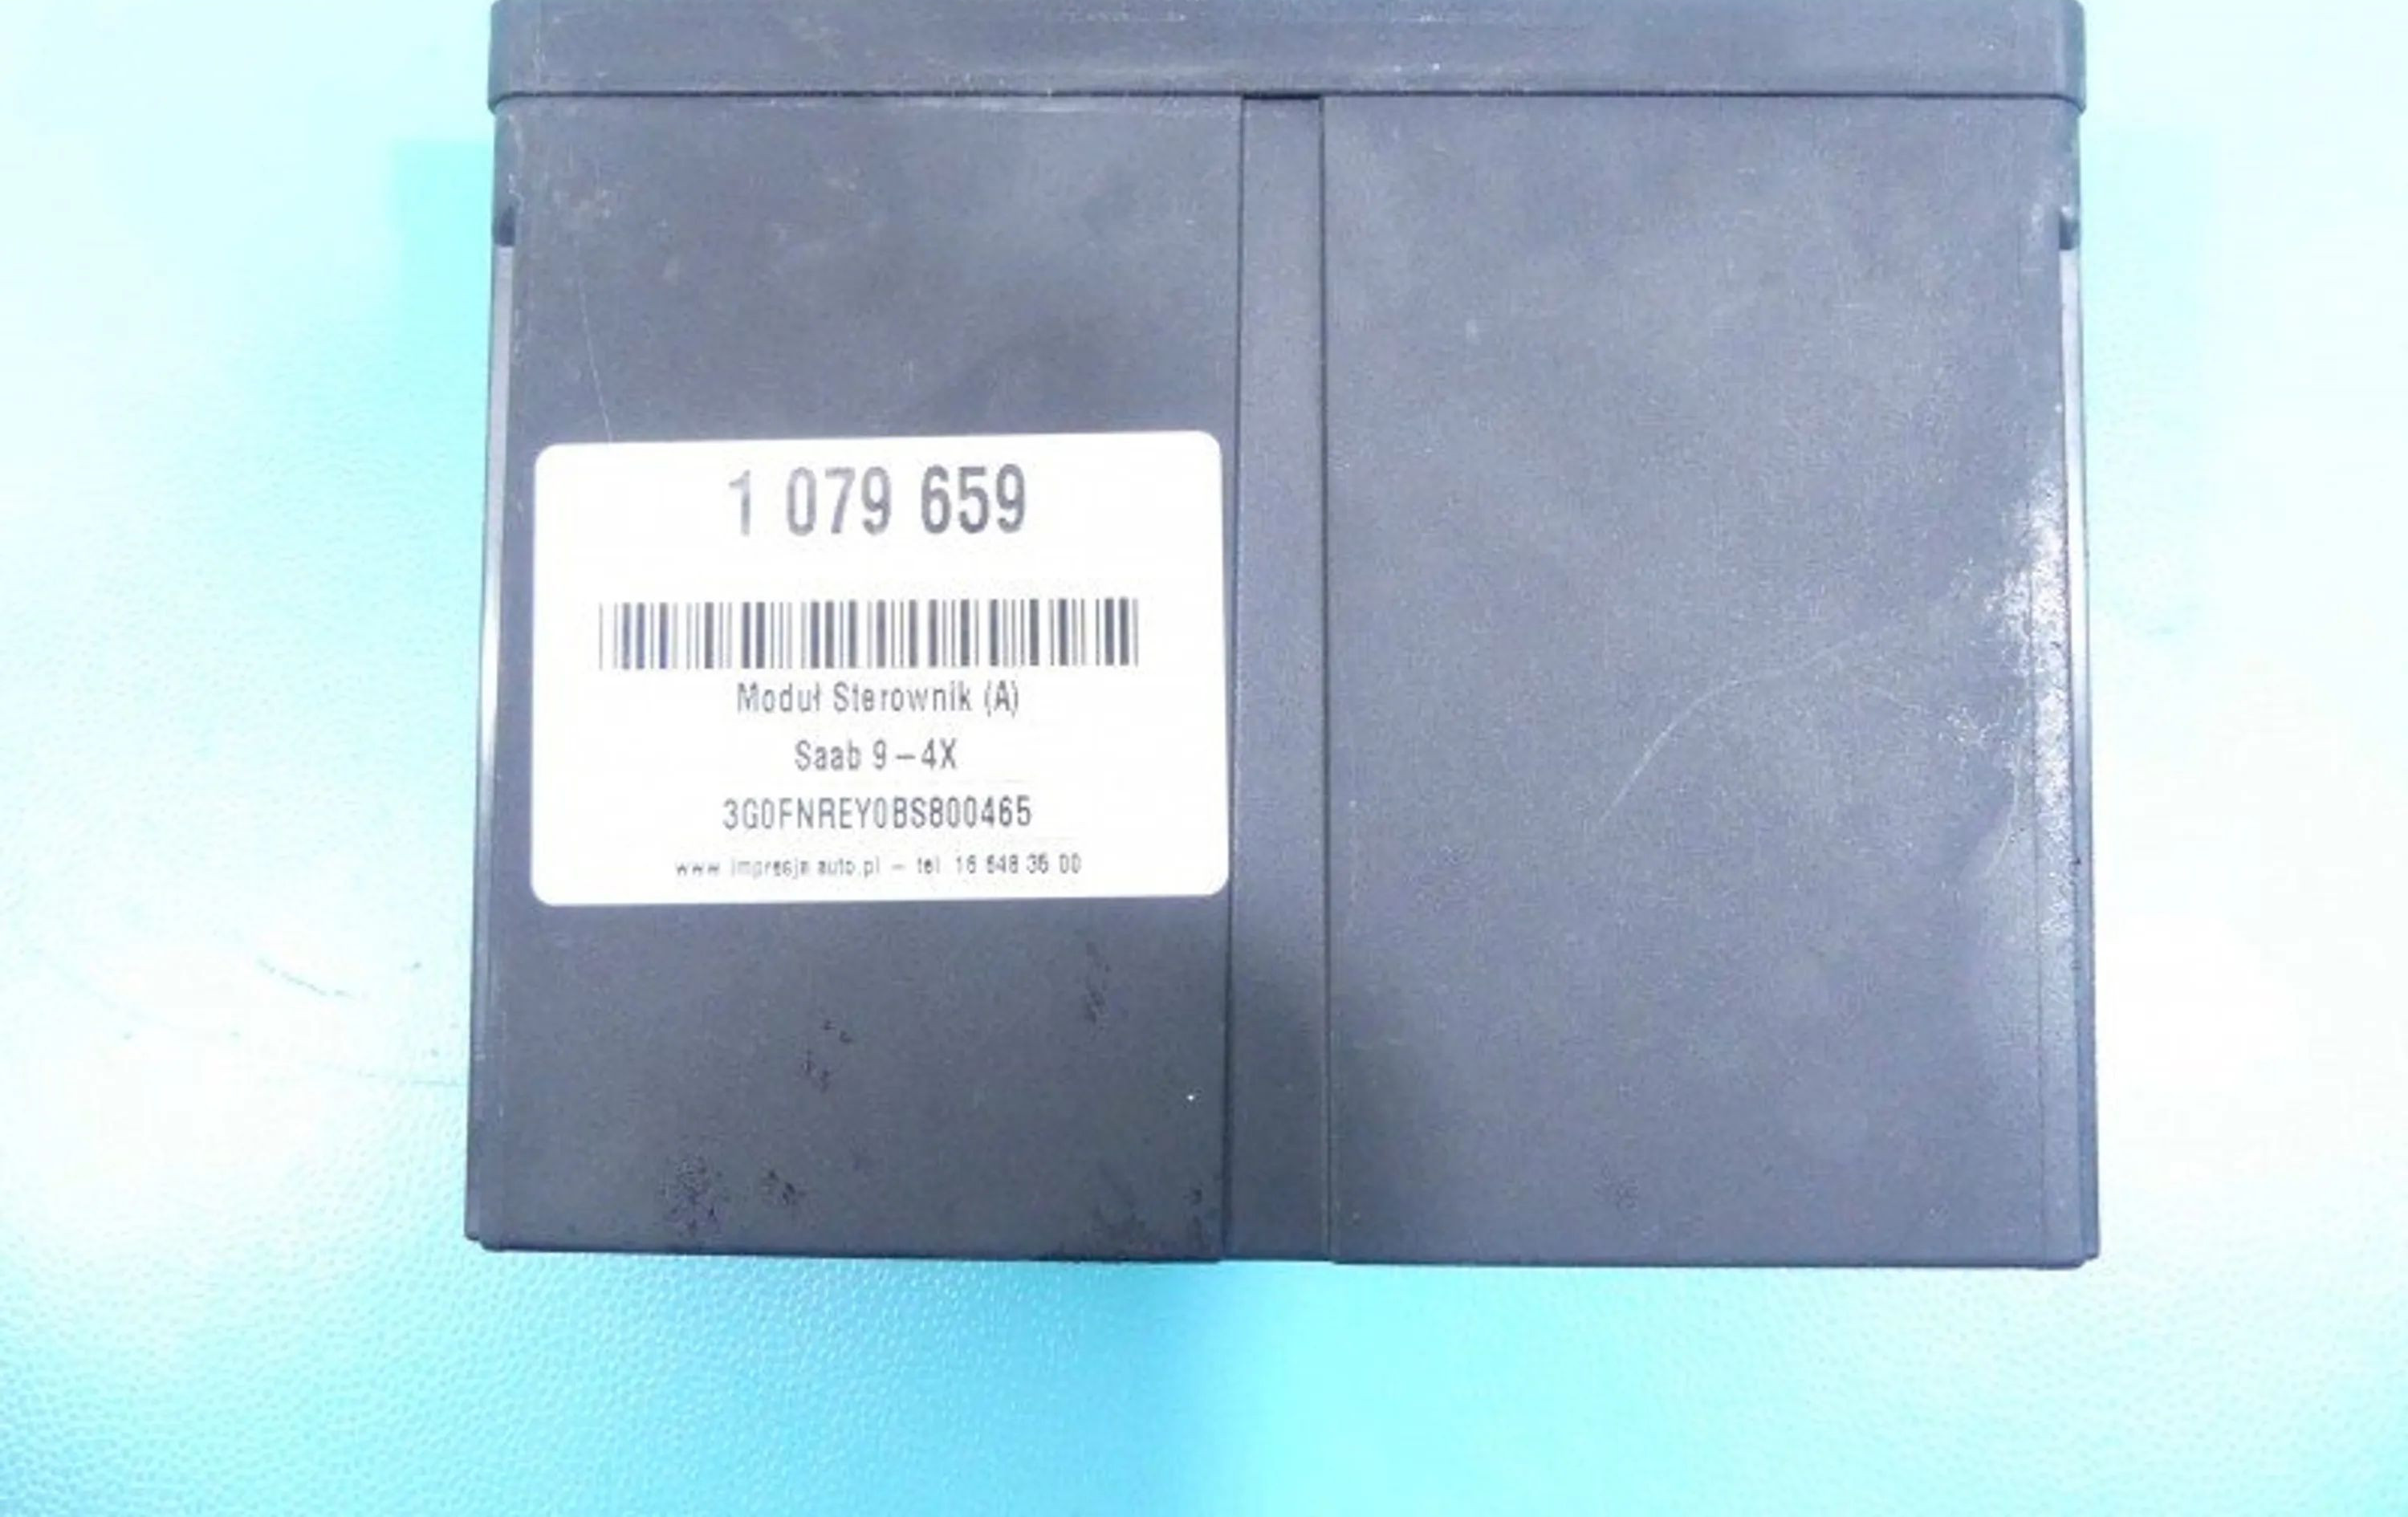 1 079 659
Moduł Sterownik (A)
Saab 9-4X
3G0FNREY0BS800465
www.impresja auto.pl - tel. 16 648 35 00